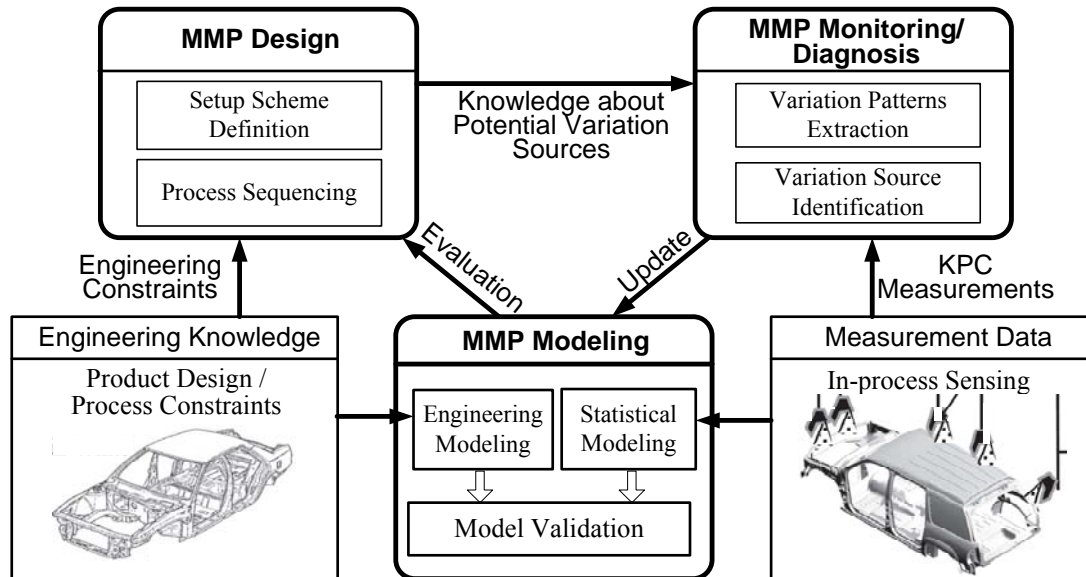 MMP Design
Setup Scheme
Definition
Process Sequencing
Knowledge about
Potential Variation
Sources
MMP Monitoring/
Diagnosis
Variation Patterns
Extraction
Variation Source
Identification
Engineering
Constraints
Evaluation
Update
KPC
Measurements
Engineering Knowledge
Product Design /
Process Constraints
MMP Modeling
Engineering
Modeling
Statistical
Modeling
Model Validation
Measurement Data
In-process Sensing